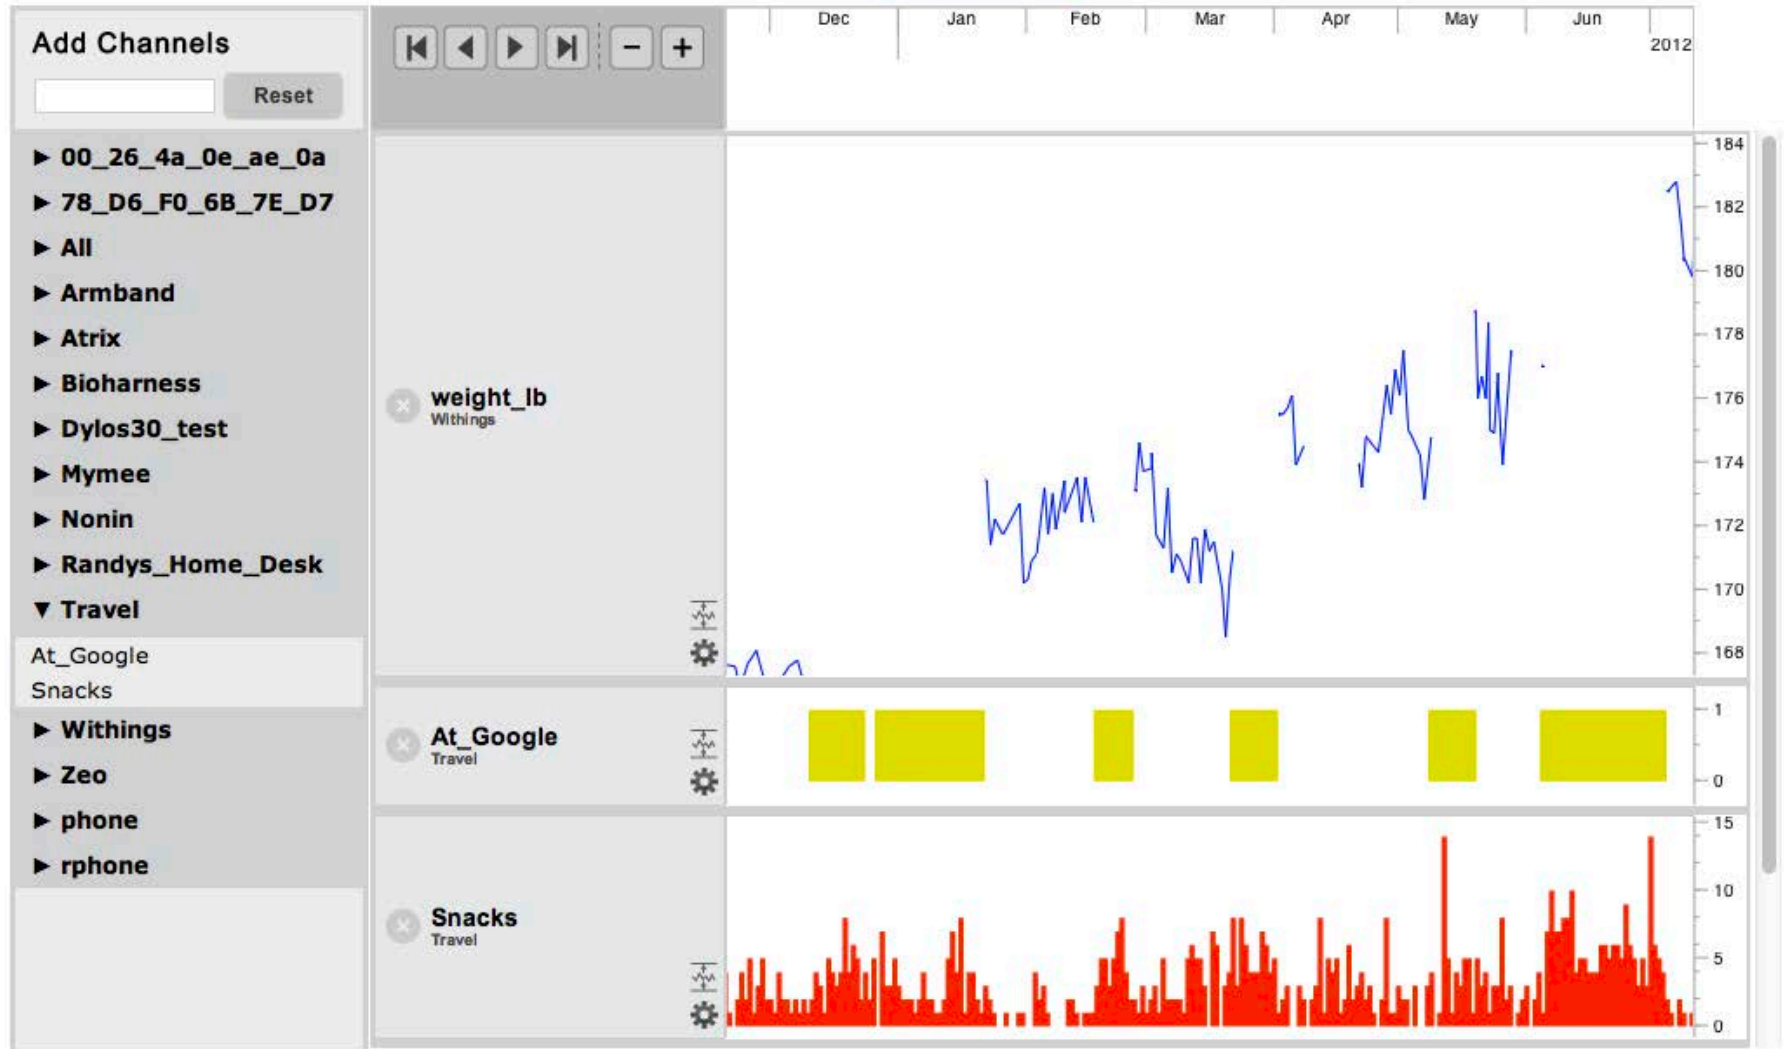 Add Channels
Reset
00_26_4a_0e_ae_0a
78_D6_F0_6B_7E_D7
All
Armband
Atrix
Bioharness
Dylos30_test
Mymee
Nonin
Randys_Home_Desk
Travel
At_Google
Snacks
Withings
Zeo
phone
rphone
Dec Jan Feb Mar Apr May Jun
2012
weight_lb
Withings
184
182
180
178
176
174
172
170
168
At_Google
Travel
1
0
Snacks
Travel
15
10
5
0